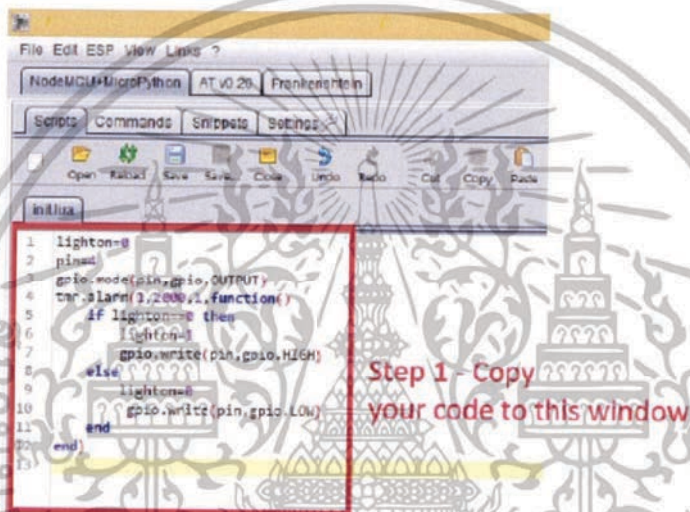 File Edit ESP View Links ?
NodeMCU+MicroPython AT v0.20 Frankenshtein
Scripts Commands Snippets Settings
Open Reload Save Save... Close Undo Redo Cut Copy Paste
init.lua
1 lighton=0
2 pin=4
3 gpio.mode(pin,gpio.OUTPUT)
4 tmr.alarm(1,2000,1,function()
5 if lighton==0 then
6 lighton=1
7 gpio.write(pin,gpio.HIGH)
8 else
9 lighton=0
10 gpio.write(pin,gpio.LOW)
11 end
12 end)
13
Step 1 - Copy
your code to this window